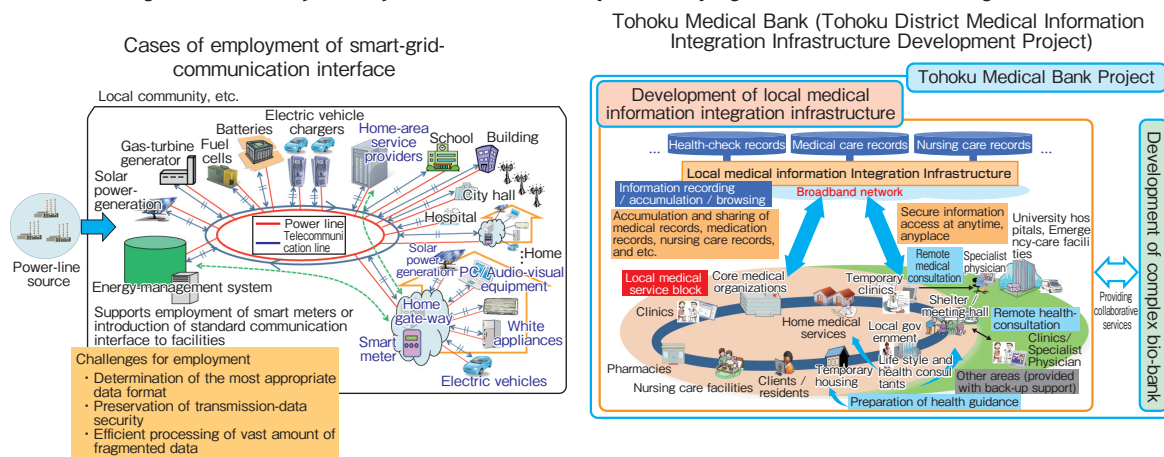 Cases of employment of smart-grid-
communication interface
Local community, etc.
Electric vehicle
chargers
Batteries
Fuel
cells
Gas-turbine
generator
Solar
power-
generation
Home-area
service
providers
School
Building
City hall
Hospital
:Home
Power line
Telecommuni
cation line
Power-line
source
Energy-management system
Solar
power-
generation
PC/Audio-visual
equipment
Home
gate-way
Smart
meter
White
appliances
Electric vehicles
Supports employment of smart meters or
introduction of standard communication
interface to facilities
Challenges for employment
・Determination of the most appropriate
data format
・Preservation of transmission-data
security
・Efficient processing of vast amount of
fragmented data
Tohoku Medical Bank (Tohoku District Medical Information
Integration Infrastructure Development Project)
Tohoku Medical Bank Project
Development of local medical
information integration infrastructure
...
Health-check records
Medical care records
Nursing care records
...
Local medical information Integration Infrastructure
Broadband network
Information recording
/ accumulation / browsing
Accumulation and sharing of
medical records, medication
records, nursing care records,
and etc.
Secure information
access at anytime,
anyplace
University hos
pitals, Emerge
ncy-care facili
ties
Remote
medical
consultation
Specialist
physician
Local medical
service block
Core medical
organizations
Temporary
clinics
Shelter /
meeting hall
Clinics
Home medical
services
Local gov
ernment
Remote health-
consultation
Clinics/
Specialist
Physician
Pharmacies
Nursing care facilities
Clients /
residents
Temporary
housing
Life style and
health consul
tants
Other areas (provided
with back-up support)
Preparation of health guidance
Providing
collaborative
services
Development of complex bio-bank